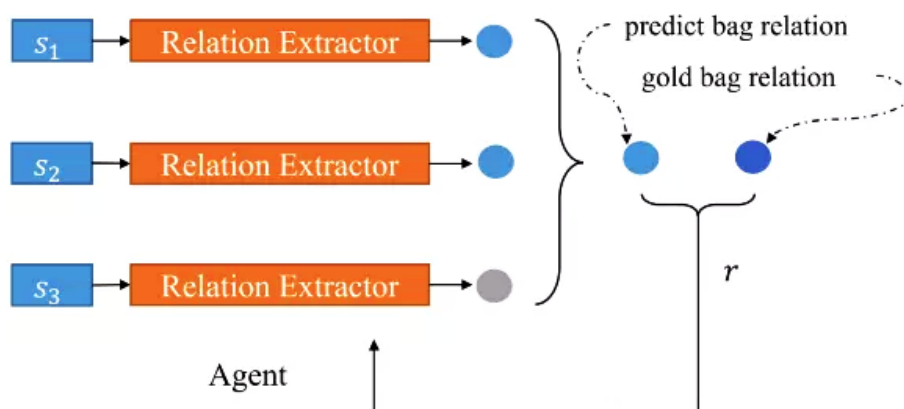 s₁ Relation Extractor
predict bag relation
gold bag relation
s₂ Relation Extractor
s₃ Relation Extractor
r
Agent